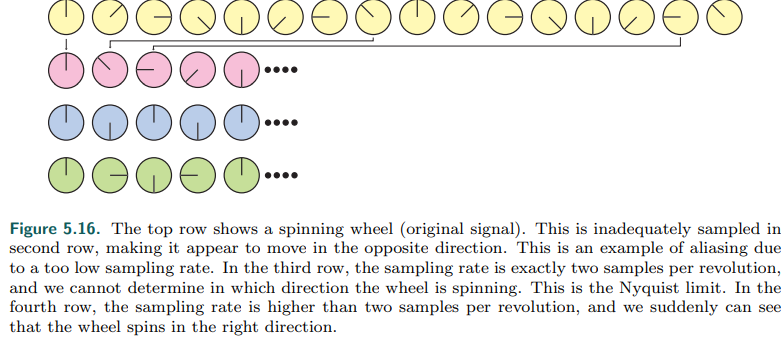 Figure 5.16. The top row shows a spinning wheel (original signal). This is inadequately sampled in
second row, making it appear to move in the opposite direction. This is an example of aliasing due
to a too low sampling rate. In the third row, the sampling rate is exactly two samples per revolution,
and we cannot determine in which direction the wheel is spinning. This is the Nyquist limit. In the
fourth row, the sampling rate is higher than two samples per revolution, and we suddenly can see
that the wheel spins in the right direction.